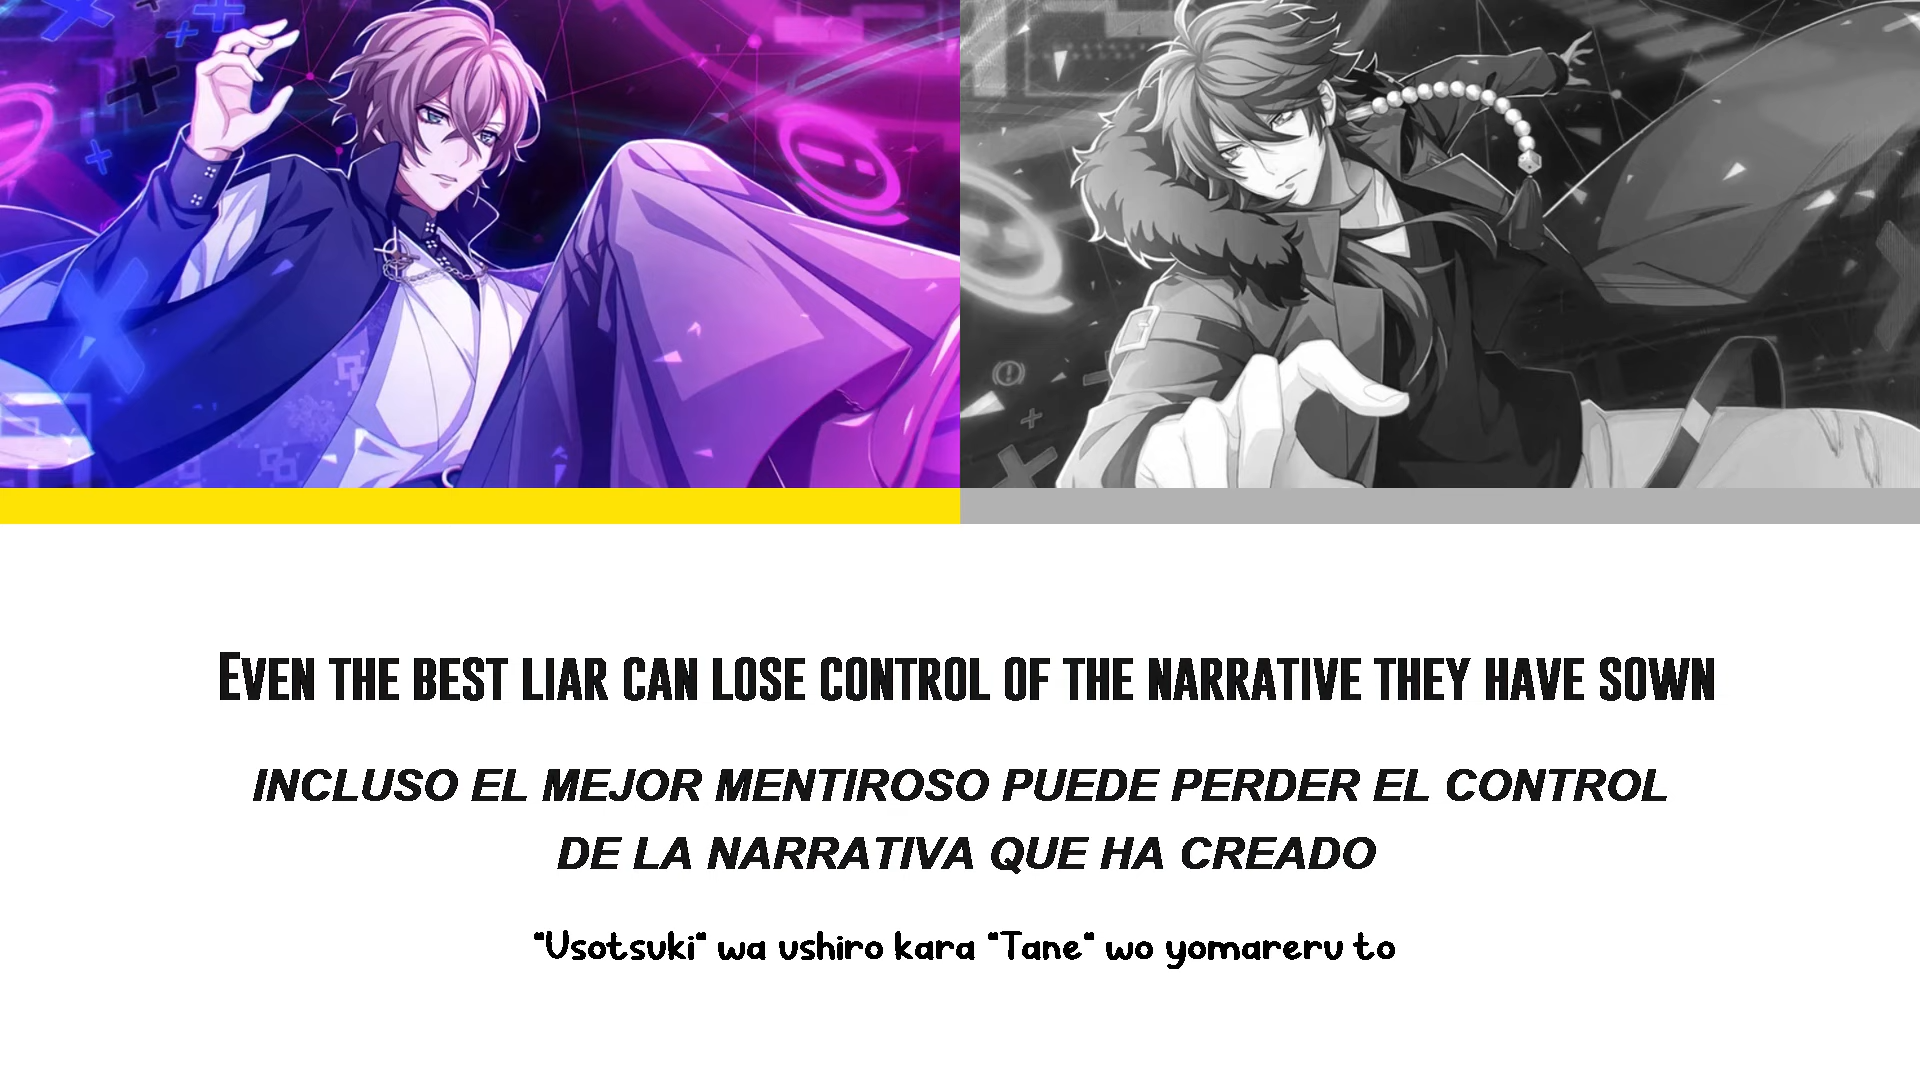 Even the best liar can lose control of the narrative they have sown
INCLUSO EL MEJOR MENTIROSO PUEDE PERDER EL CONTROL
DE LA NARRATIVA QUE HA CREADO
"Usotsuki" wa ushiro kara "Tane" wo yomareru to